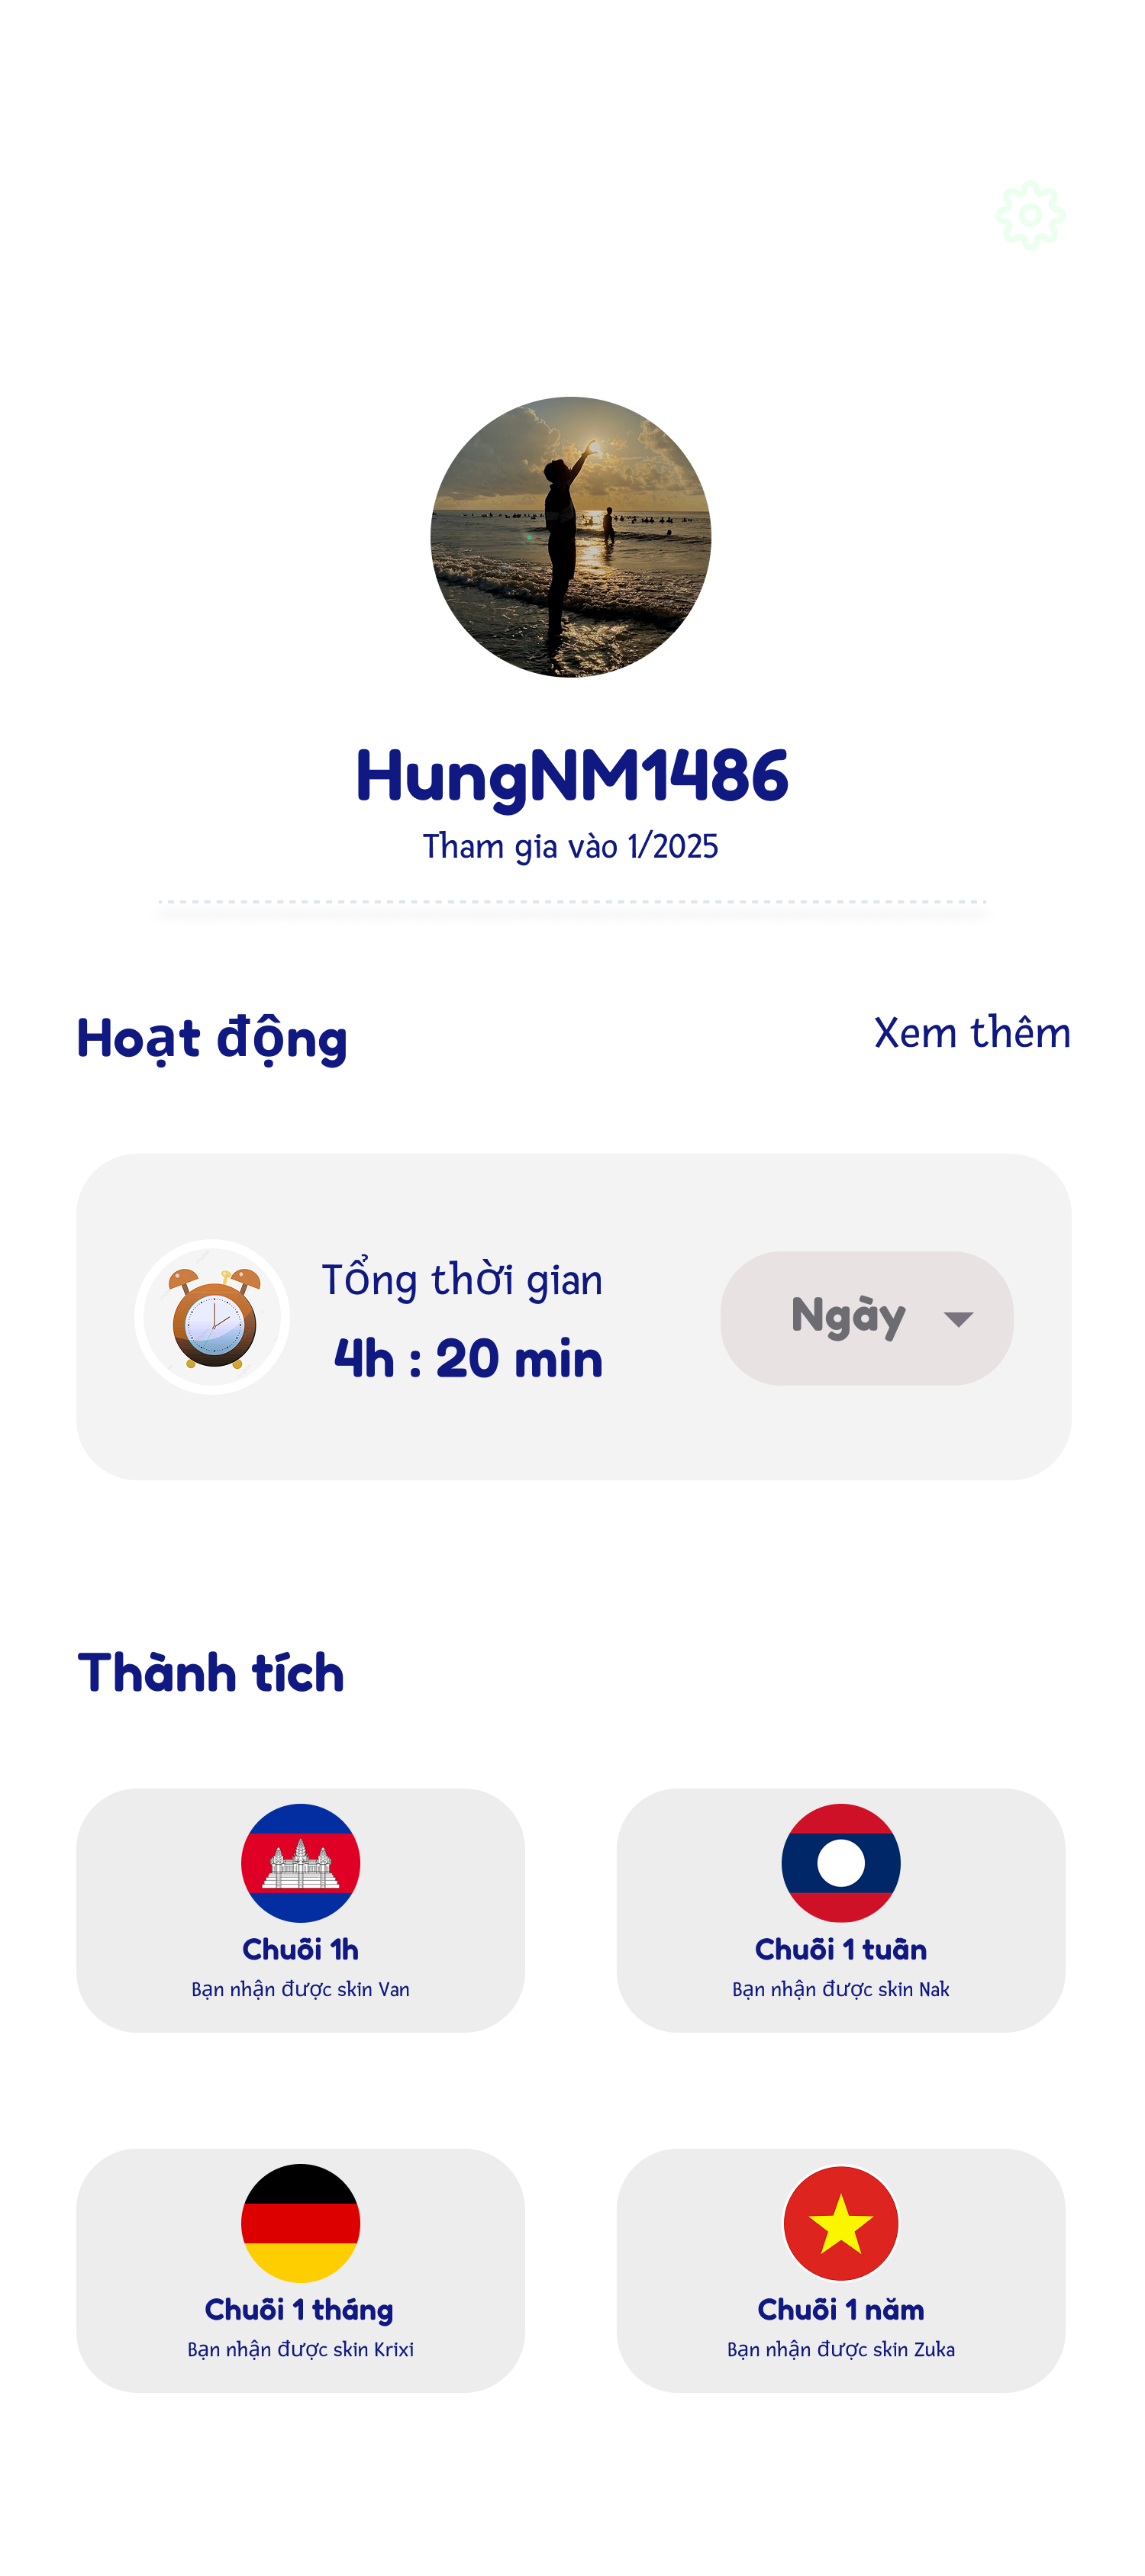 HungNM1486
Tham gia vào 1/2025
Hoạt động
Xem thêm
Tổng thời gian
4h : 20 min
Ngày
Thành tích
Chuỗi 1h
Bạn nhận được skin Van
Chuỗi 1 tuần
Bạn nhận được skin Nak
Chuỗi 1 tháng
Bạn nhận được skin Krixi
Chuỗi 1 năm
Bạn nhận được skin Zuka